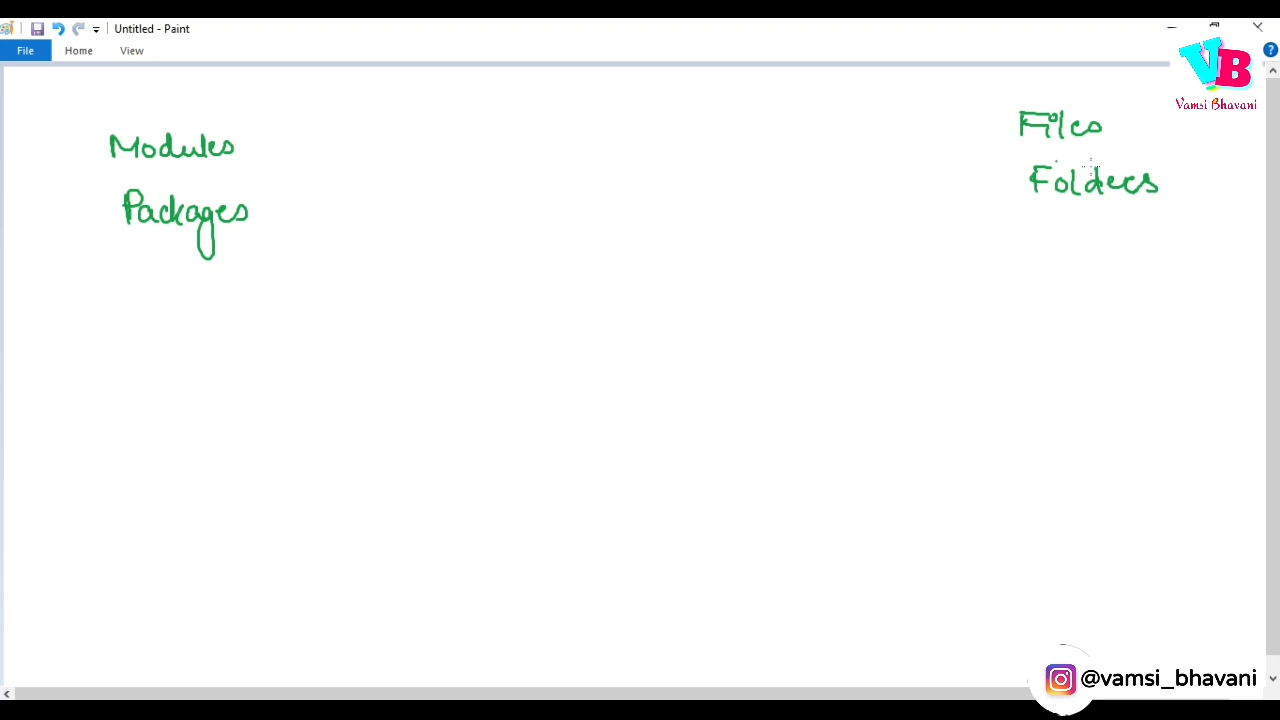 Untitled - Paint
File Home View
VB
Vamsi Bhavani
Modules
Packages
Files
Folders
@vamsi_bhavani